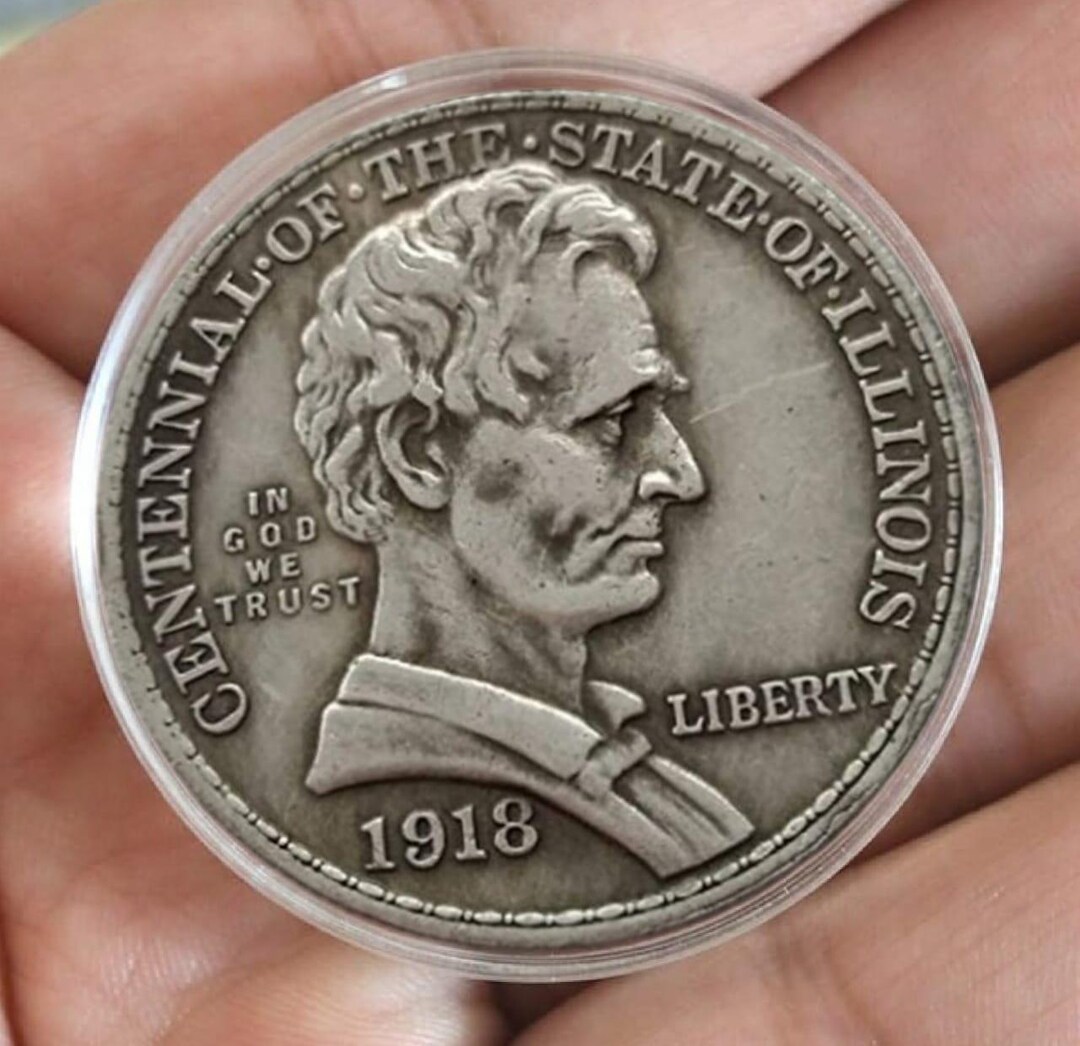 CENTENNIAL·OF·THE·STATE·OF·ILLINOIS
IN
GOD
WE
TRUST
LIBERTY
1918